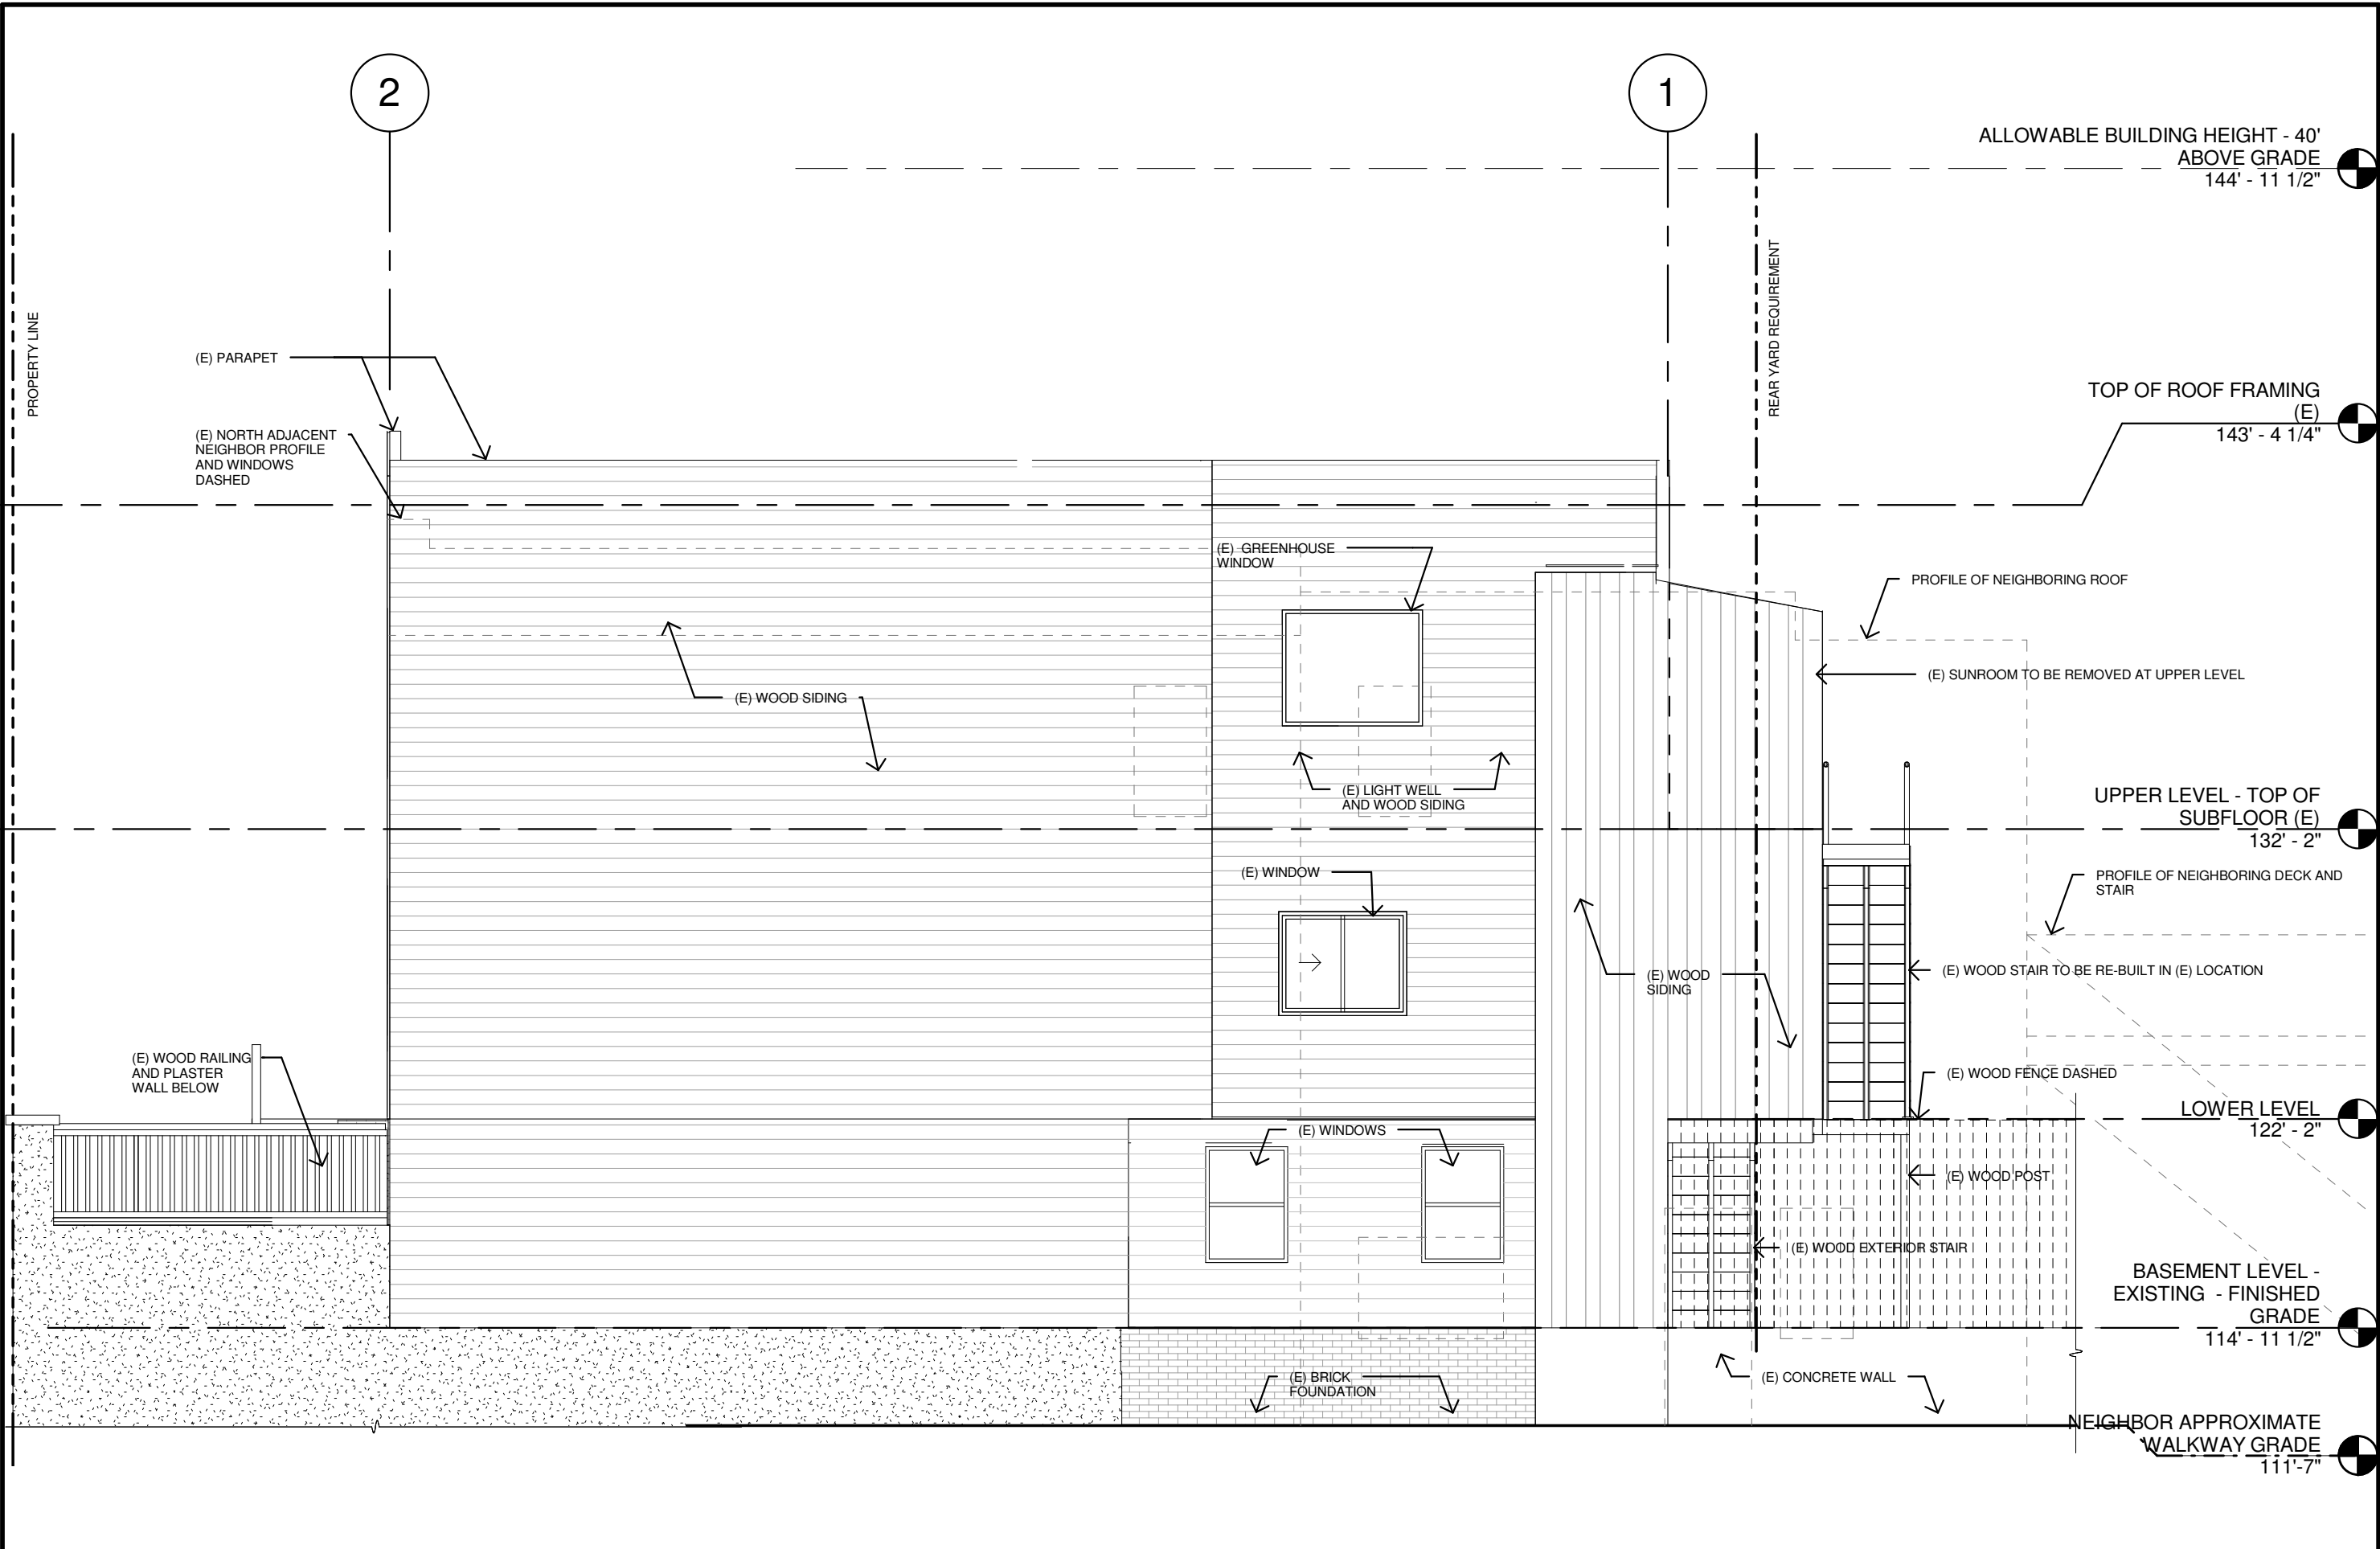 2
1
ALLOWABLE BUILDING HEIGHT - 40'
ABOVE GRADE
144' - 11 1/2"
PROPERTY LINE
REAR YARD REQUIREMENT
(E) PARAPET
TOP OF ROOF FRAMING
(E)
143' - 4 1/4"
(E) NORTH ADJACENT
NEIGHBOR PROFILE
AND WINDOWS
DASHED
(E) GREENHOUSE
WINDOW
PROFILE OF NEIGHBORING ROOF
(E) SUNROOM TO BE REMOVED AT UPPER LEVEL
(E) WOOD SIDING
(E) LIGHT WELL
AND WOOD SIDING
UPPER LEVEL - TOP OF
SUBFLOOR (E)
132' - 2"
(E) WINDOW
PROFILE OF NEIGHBORING DECK AND
STAIR
(E) WOOD
SIDING
(E) WOOD STAIR TO BE RE-BUILT IN (E) LOCATION
(E) WOOD RAILING
AND PLASTER
WALL BELOW
(E) WOOD FENCE DASHED
LOWER LEVEL
122' - 2"
(E) WINDOWS
(E) WOOD POST
(E) WOOD EXTERIOR STAIR
BASEMENT LEVEL -
EXISTING - FINISHED
GRADE
114' - 11 1/2"
(E) BRICK
FOUNDATION
(E) CONCRETE WALL
NEIGHBOR APPROXIMATE
WALKWAY GRADE
111'-7"